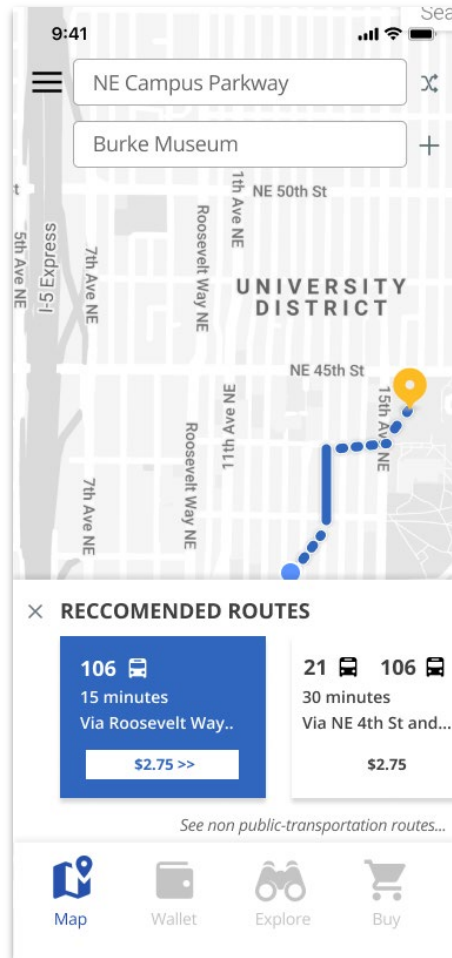 Sea
9:41
NE Campus Parkway
Burke Museum
NE 50th St
1th Ave NE
Roosevelt Way NE
I-5 Express
5th Ave NE
7th Ave NE
UNIVERSITY
DISTRICT
NE 45th St
15th Ave NE
11th Ave NE
Roosevelt Way NE
7th Ave NE
RECCOMENDED ROUTES
106
15 minutes
Via Roosevelt Way..
$2.75 >>
21 106
30 minutes
Via NE 4th St and...
$2.75
See non public-transportation routes...
Map Wallet Explore Buy